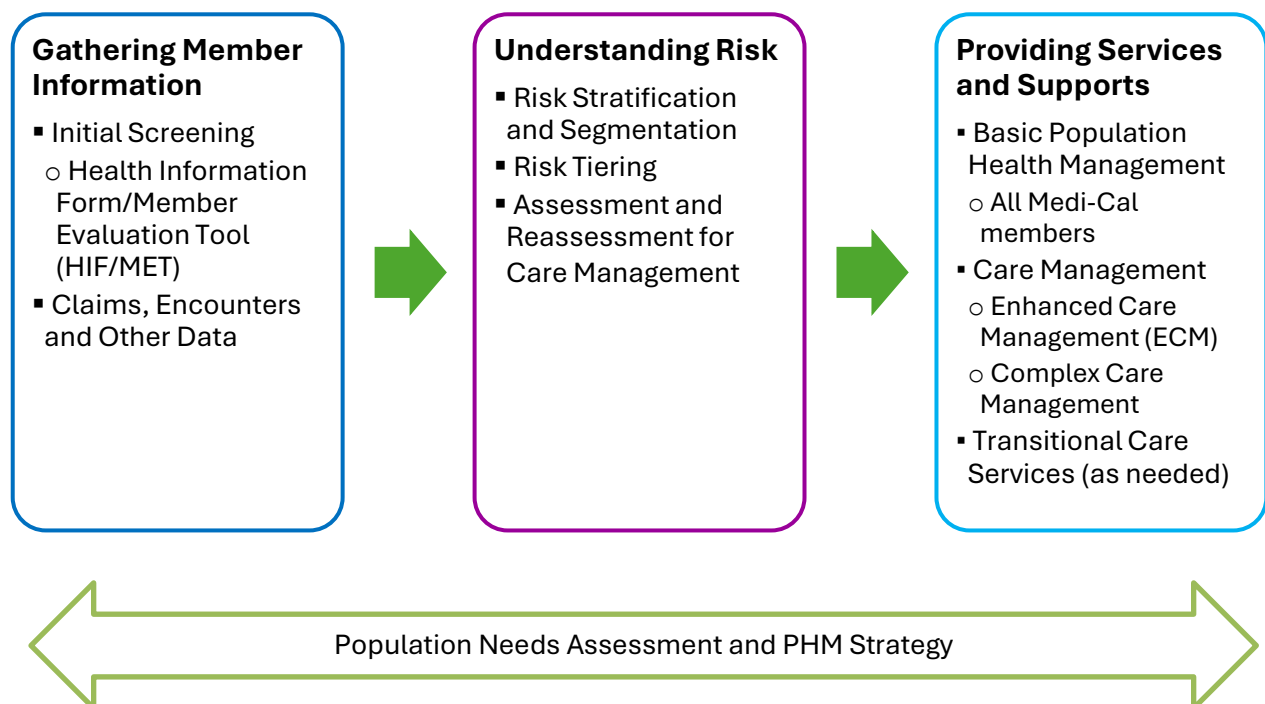 Gathering Member
Information
▪ Initial Screening
o Health Information
Form/Member
Evaluation Tool
(HIF/MET)
▪ Claims, Encounters
and Other Data
Understanding Risk
▪ Risk Stratification
and Segmentation
▪ Risk Tiering
▪ Assessment and
Reassessment for
Care Management
Providing Services
and Supports
▪ Basic Population
Health Management
o All Medi-Cal
members
▪ Care Management
o Enhanced Care
Management (ECM)
o Complex Care
Management
▪ Transitional Care
Services (as needed)
Population Needs Assessment and PHM Strategy